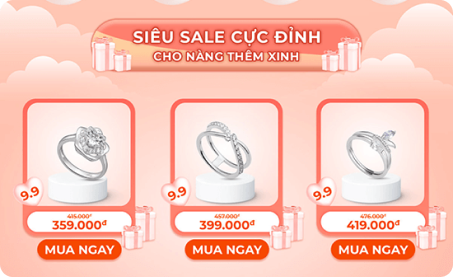 SIÊU SALE CỰC ĐỈNH
CHO NÀNG THÊM XINH
9.9
415.000đ
359.000đ
MUA NGAY
9.9
457.000đ
399.000đ
MUA NGAY
9.9
476.000đ
419.000đ
MUA NGAY